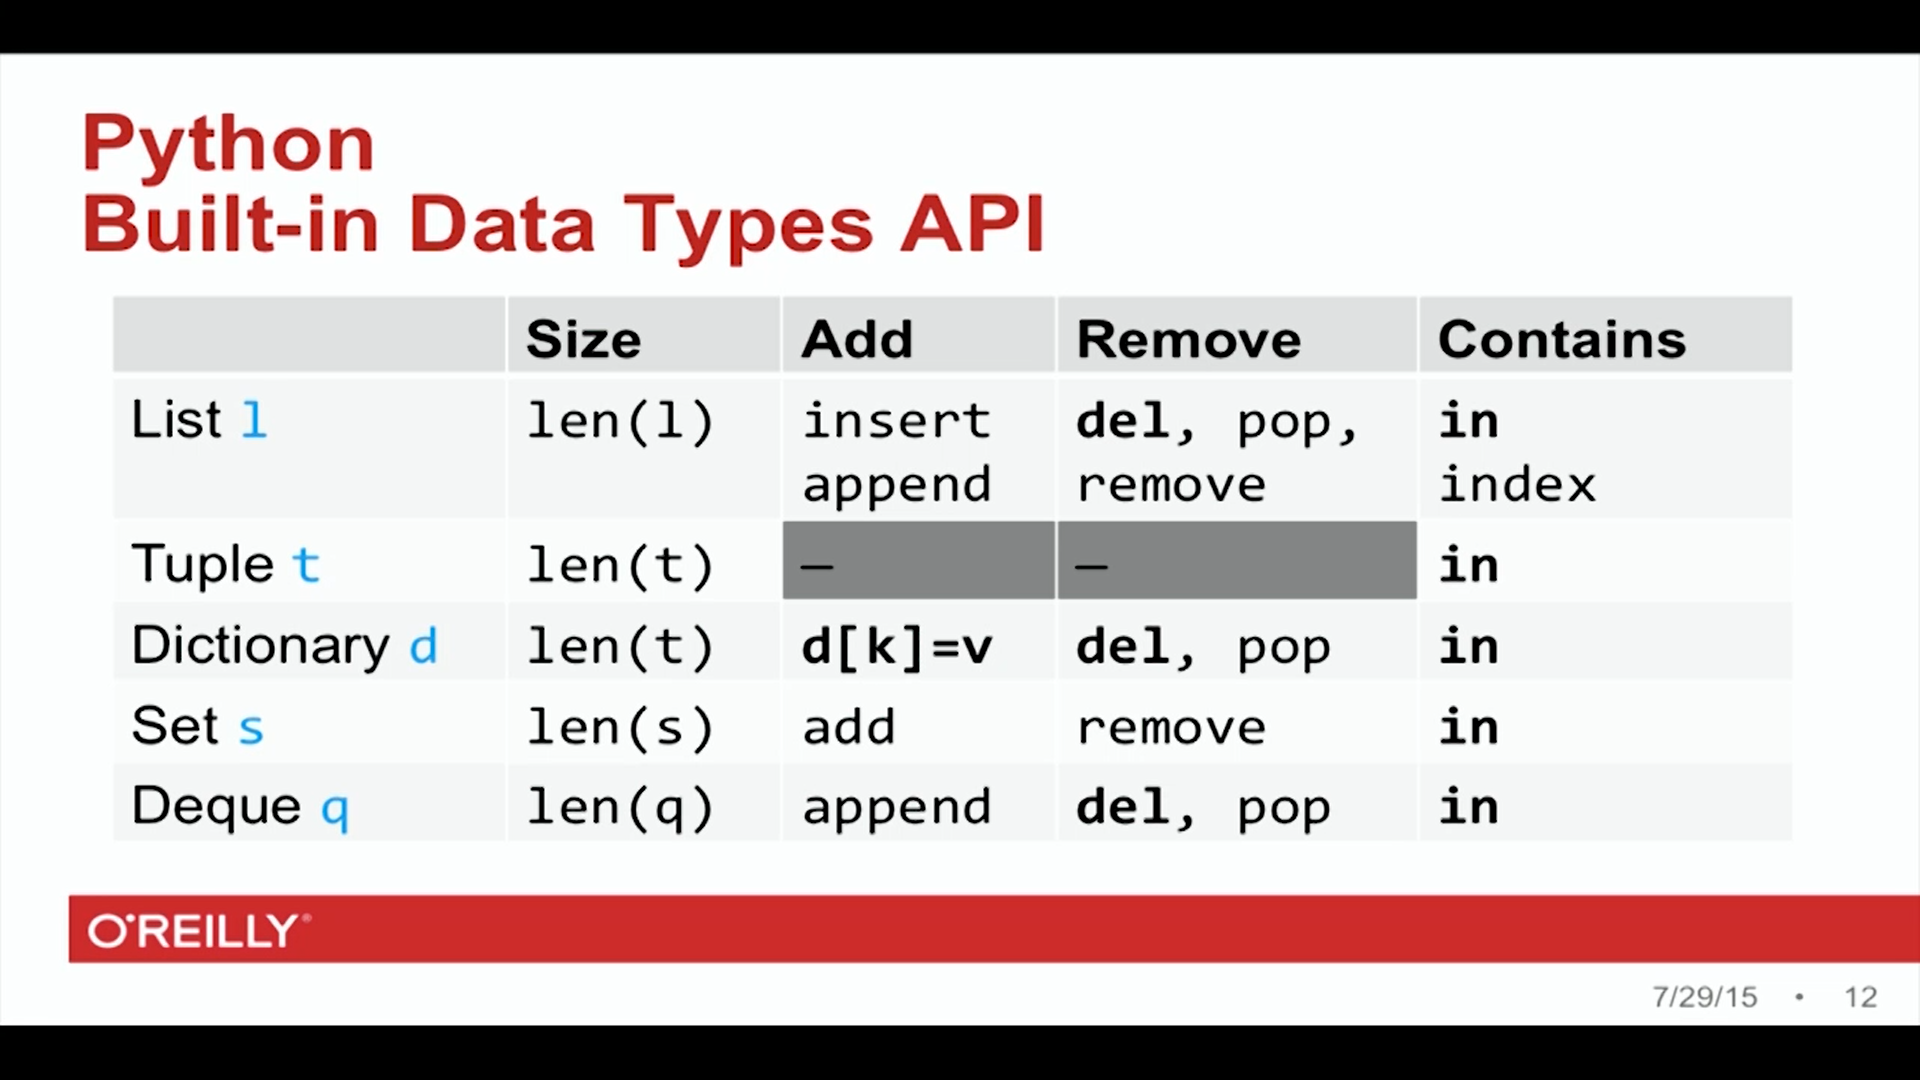 Python
Built-in Data Types API
Size Add Remove Contains
List l len(l) insert del, pop, in
append remove index
Tuple t len(t) – – in
Dictionary d len(t) d[k]=v del, pop in
Set s len(s) add remove in
Deque q len(q) append del, pop in
O'REILLY®
7/29/15 • 12